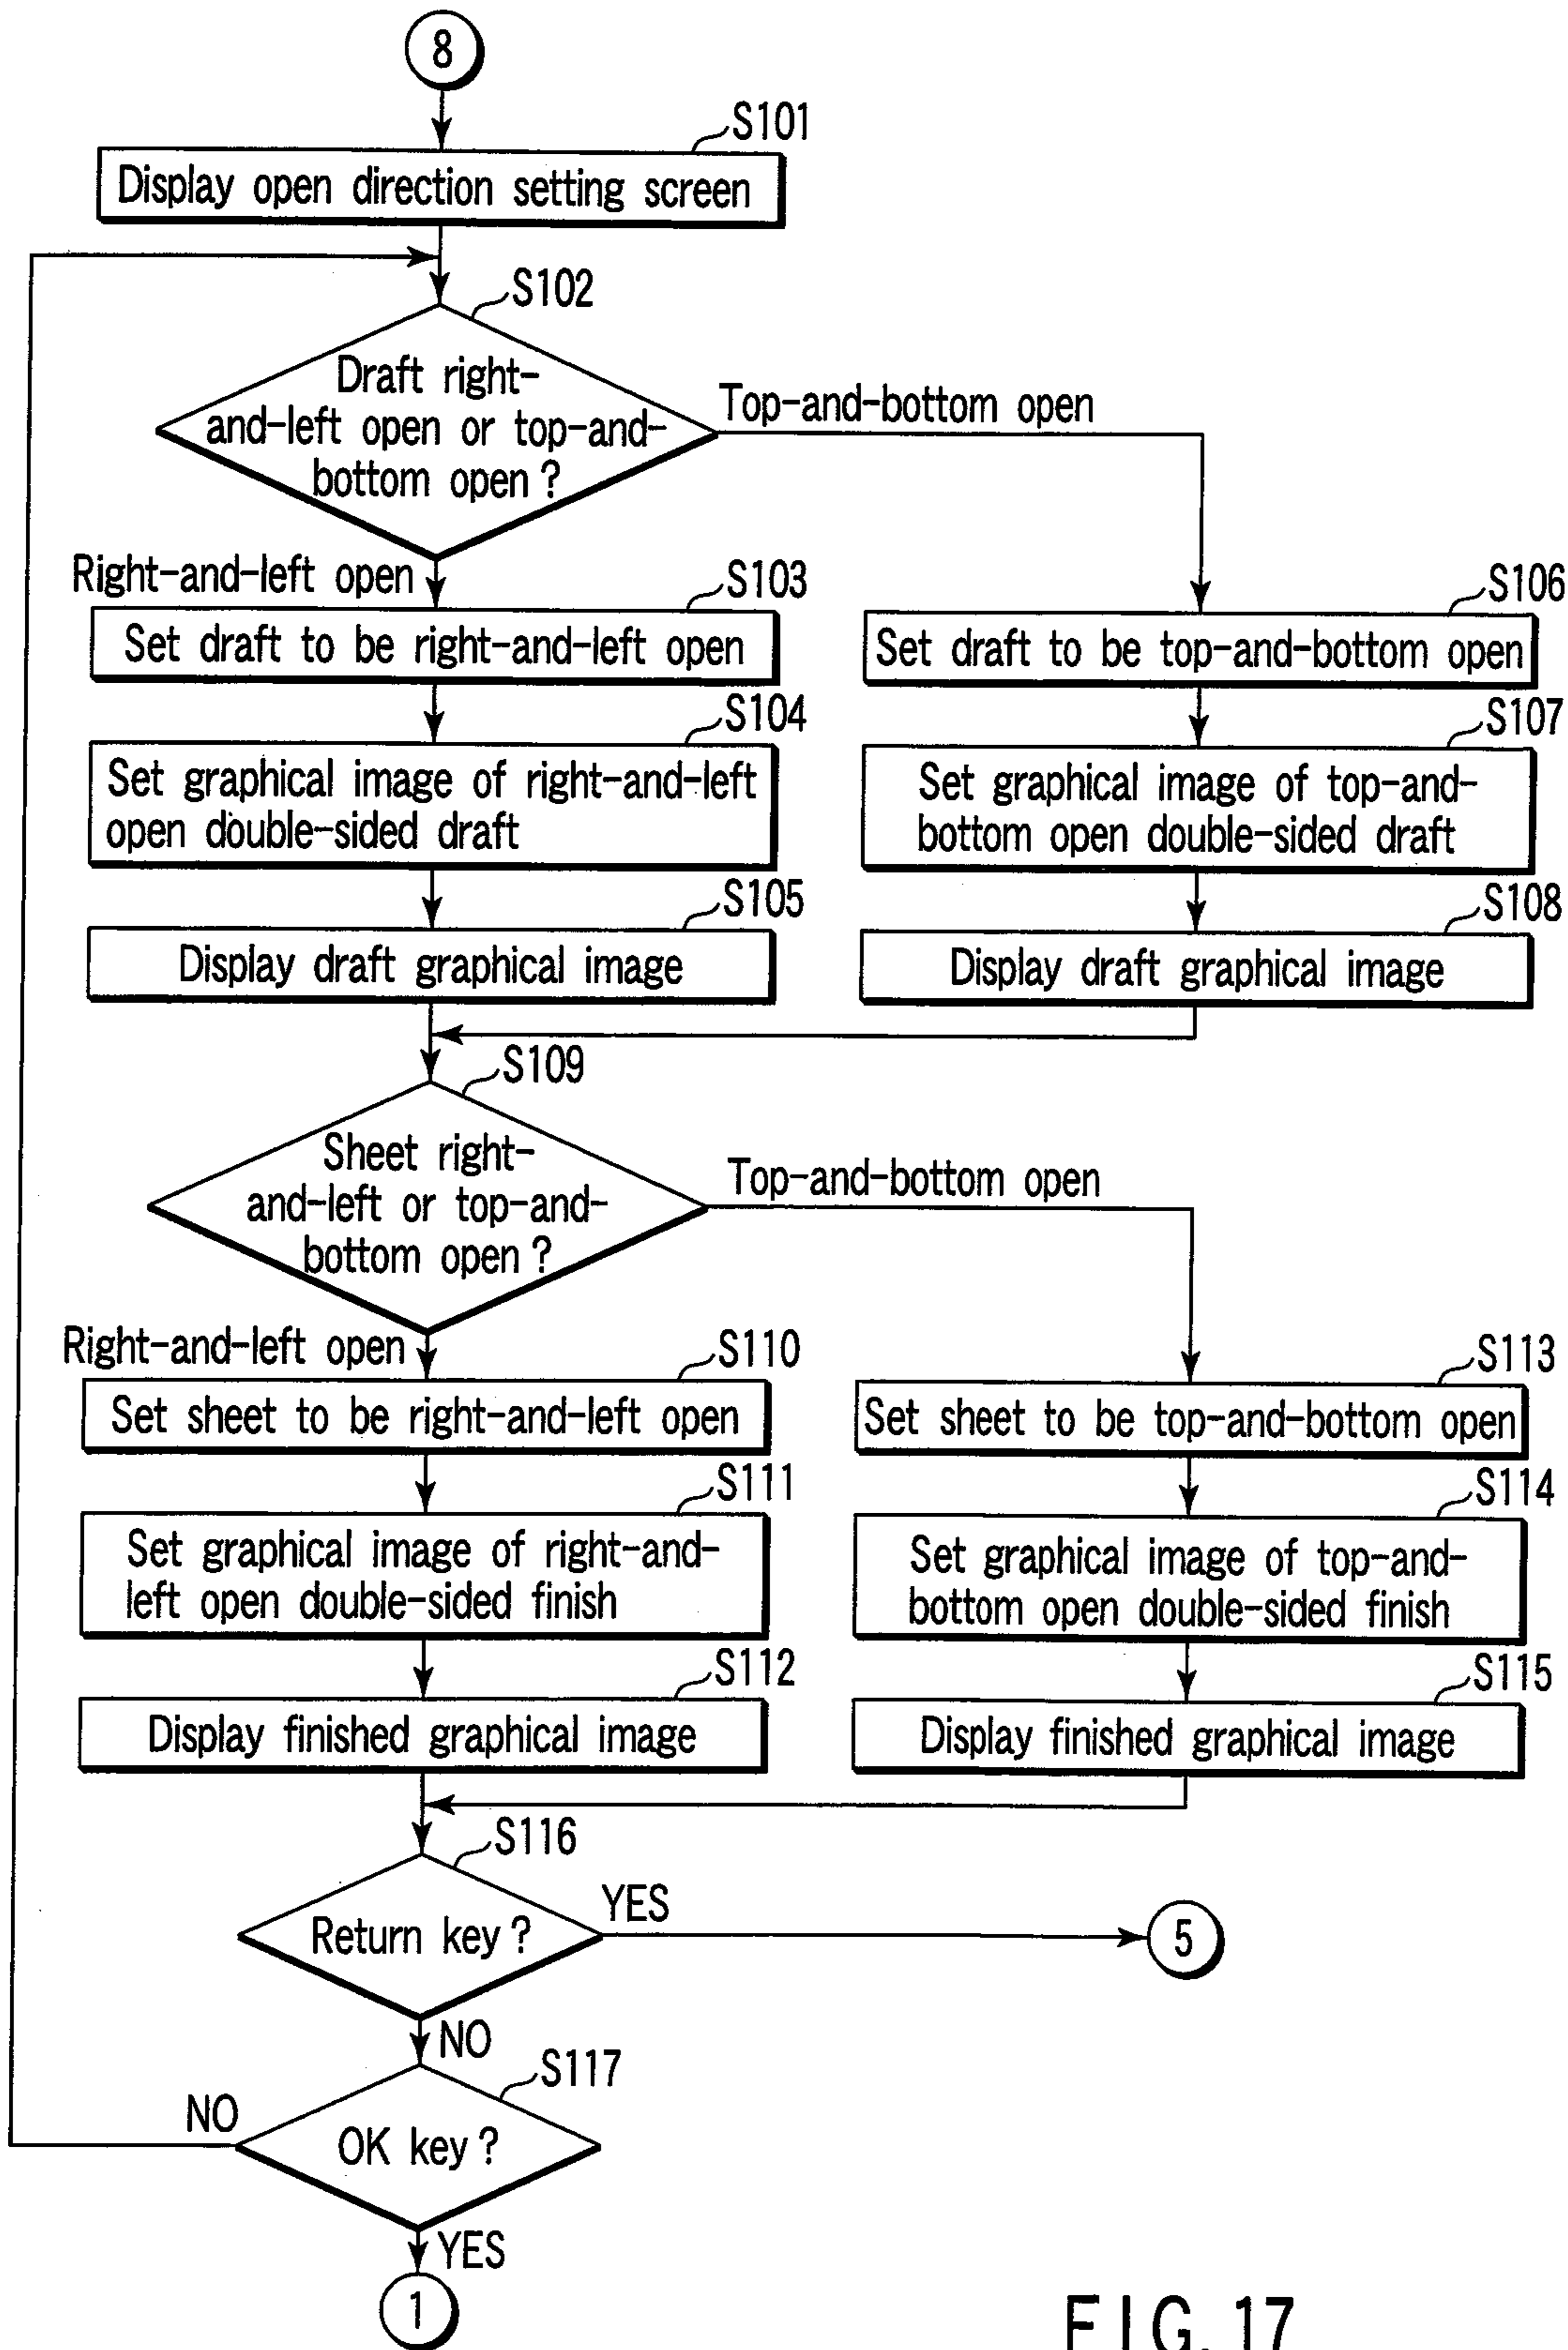 8
S101
Display open direction setting screen
S102
Draft right-
and-left open or top-and-
bottom open ?
Top-and-bottom open
Right-and-left open
S103
Set draft to be right-and-left open
S106
Set draft to be top-and-bottom open
S104
Set graphical image of right-and-left
open double-sided draft
S107
Set graphical image of top-and-
bottom open double-sided draft
S105
Display draft graphical image
S108
Display draft graphical image
S109
Sheet right-
and-left or top-and-
bottom open ?
Top-and-bottom open
Right-and-left open
S110
Set sheet to be right-and-left open
S113
Set sheet to be top-and-bottom open
S111
Set graphical image of right-and-
left open double-sided finish
S114
Set graphical image of top-and-
bottom open double-sided finish
S112
Display finished graphical image
S115
Display finished graphical image
S116
Return key ?
YES
5
NO
S117
OK key ?
NO
YES
1
FIG. 17